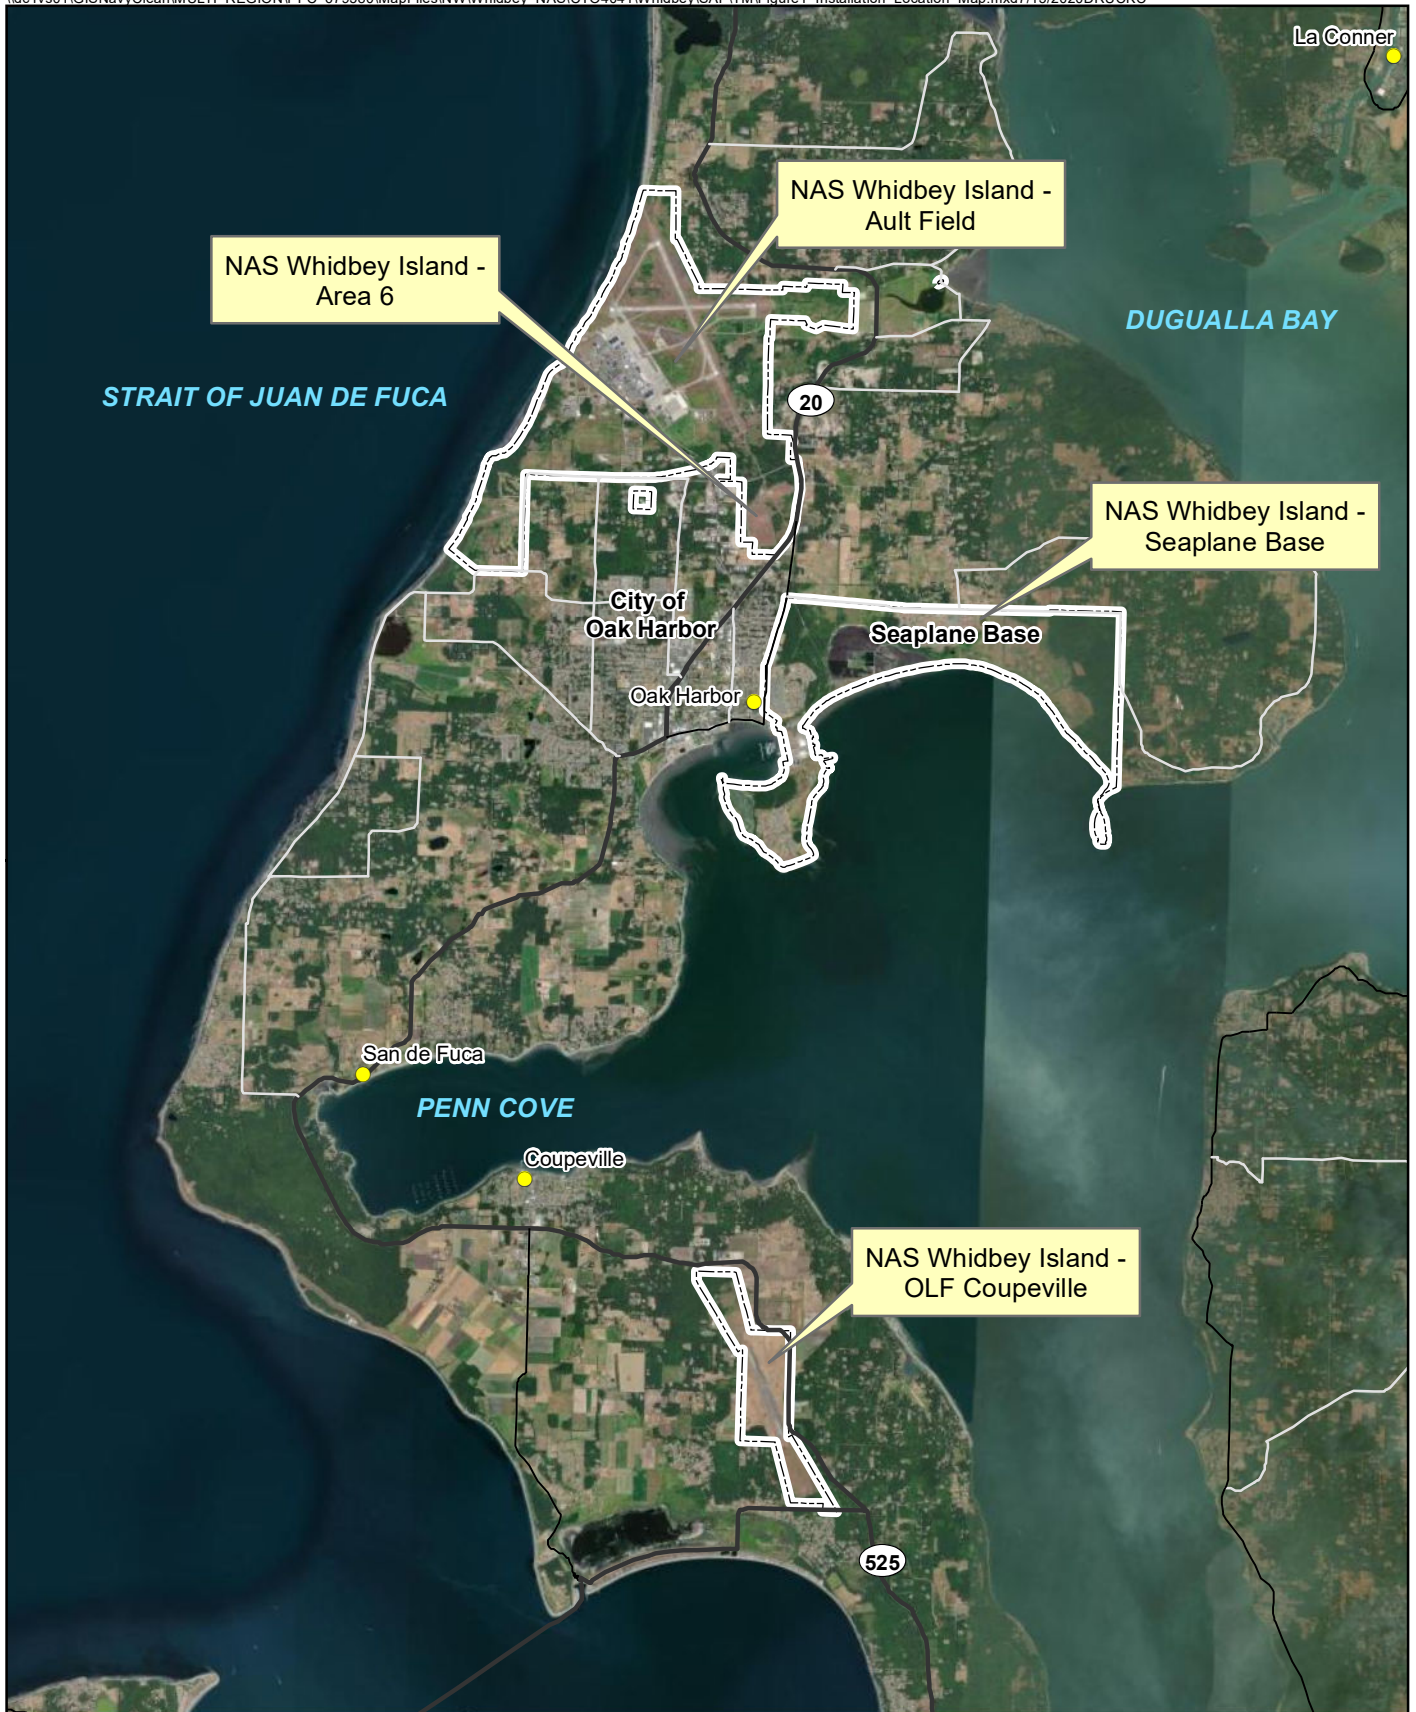 La Conner
NAS Whidbey Island -
Ault Field
NAS Whidbey Island -
Area 6
DUGUALLA BAY
STRAIT OF JUAN DE FUCA
20
NAS Whidbey Island -
Seaplane Base
City of
Oak Harbor
Seaplane Base
Oak Harbor
San de Fuca
PENN COVE
Coupeville
NAS Whidbey Island -
OLF Coupeville
525